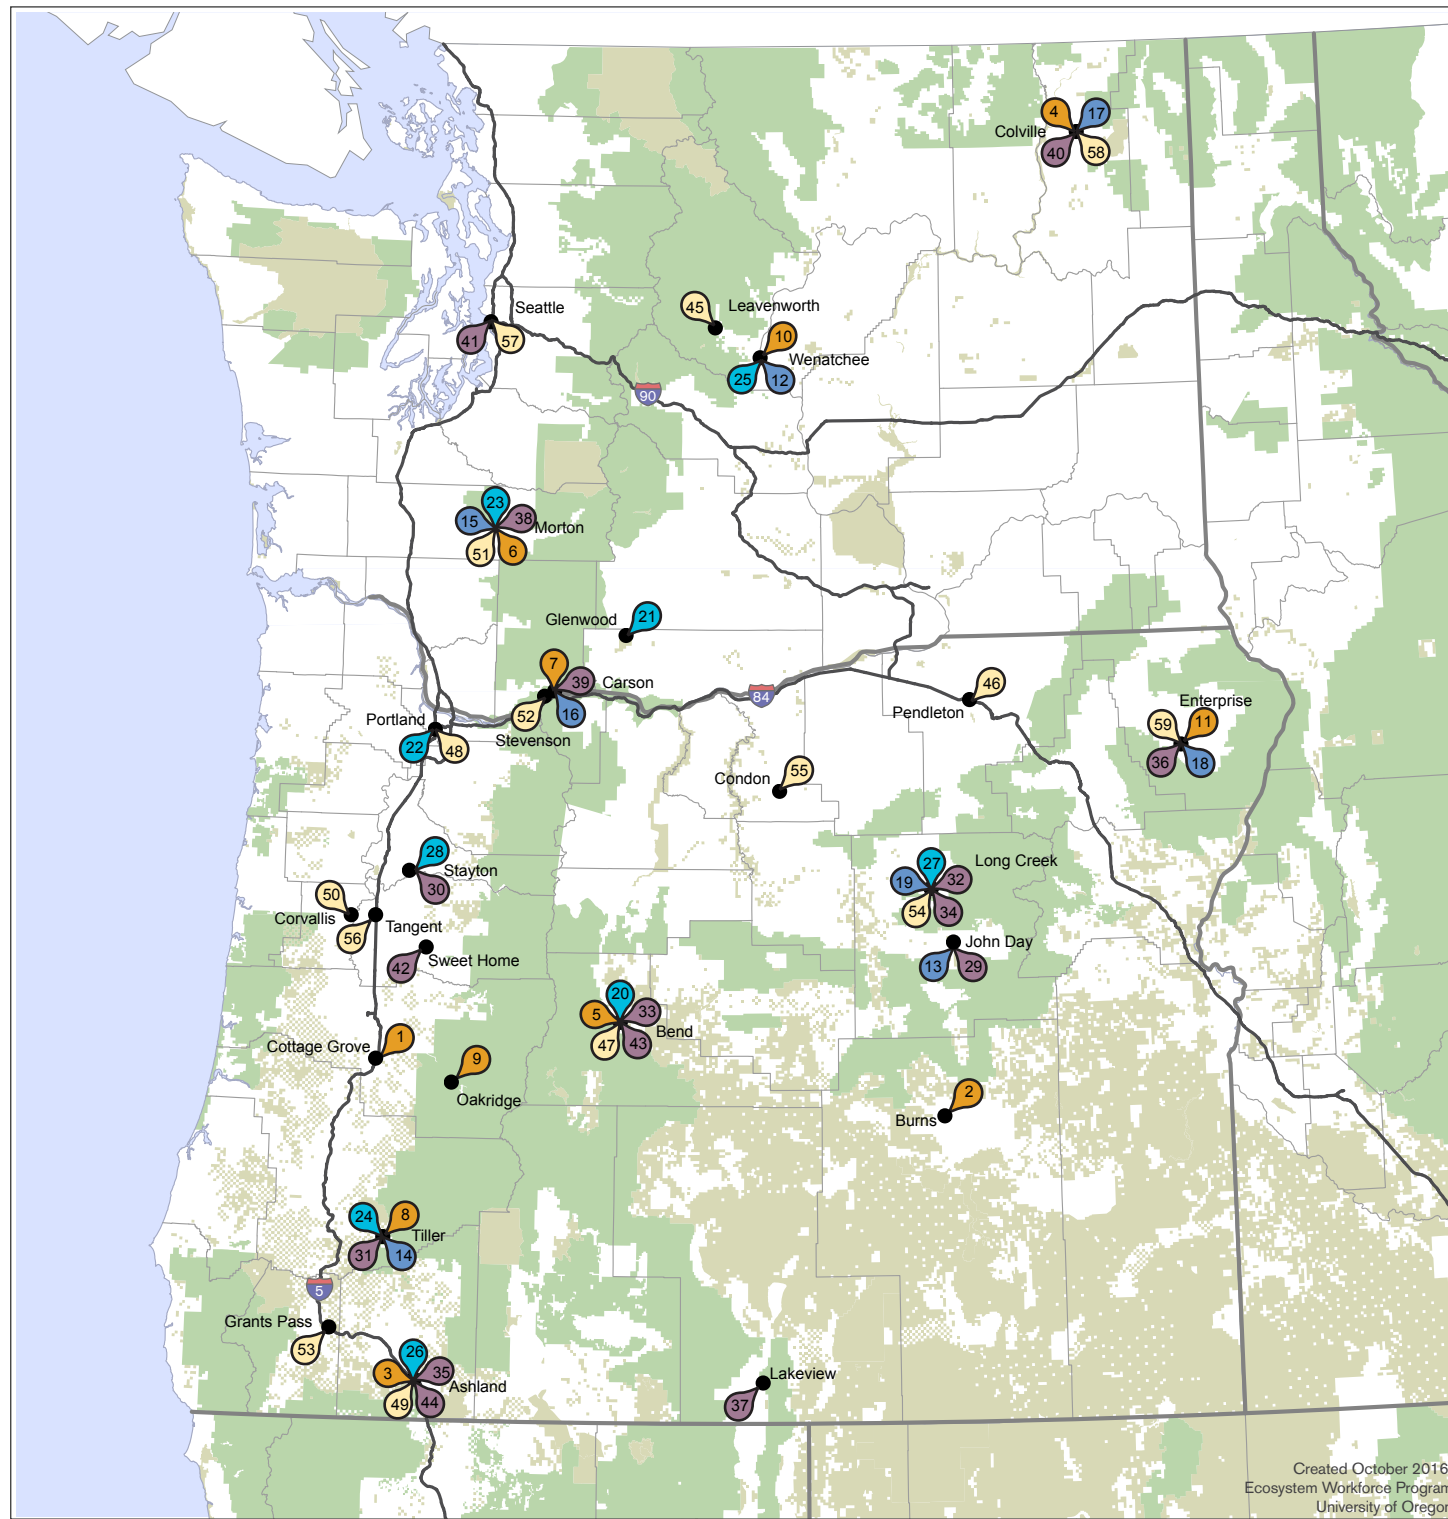 4
17
Colville
40
58
45
Leavenworth
Seattle
10
41
57
Wenatchee
25
12
90
23
15
38
Morton
51
6
Glenwood
21
7
39
Carson
52
16
Stevenson
84
46
Pendleton
Enterprise
59
11
36
18
Portland
22
48
Condon
55
28
Stayton
30
27
Long Creek
19
32
54
34
50
Corvallis
Tangent
56
Sweet Home
42
John Day
13
29
20
5
33
Bend
47
43
1
Cottage Grove
9
Oakridge
2
Burns
24
8
Tiller
31
14
5
Grants Pass
53
26
3
35
Ashland
49
44
Lakeview
37
Created October 2016
Ecosystem Workforce Program
University of Oregon